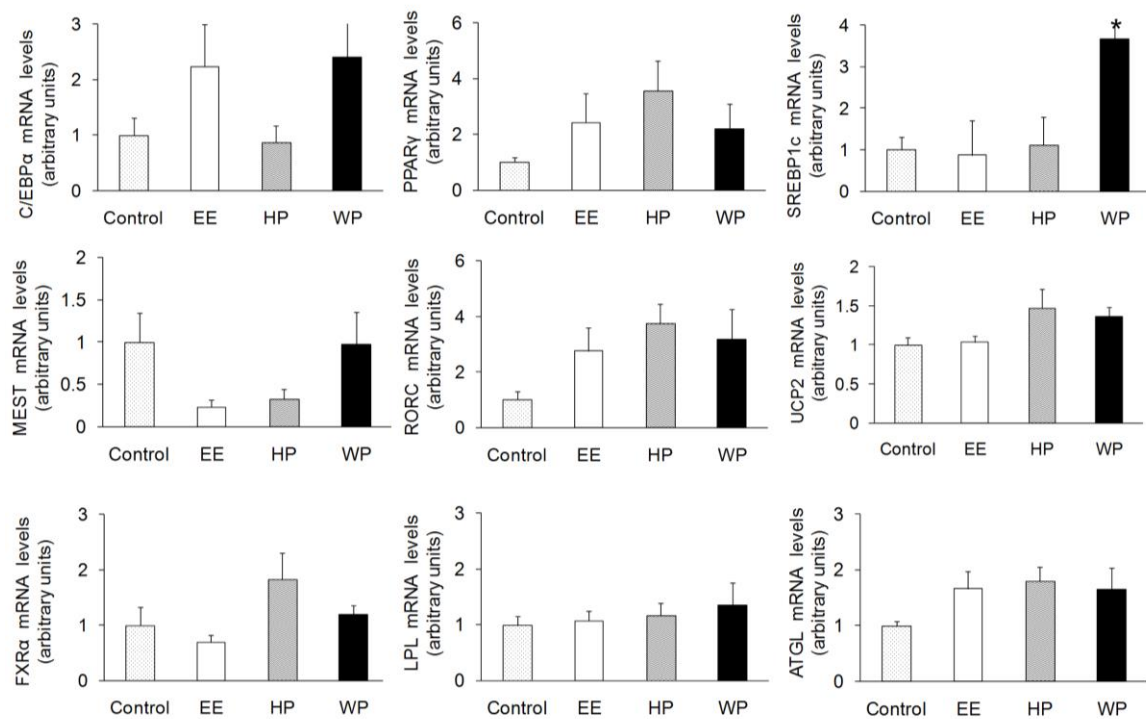 C/EBPα mRNA levels
(arbitrary units)
3
2
1
0
Control EE HP WP
PPARγ mRNA levels
(arbitrary units)
6
4
2
0
Control EE HP WP
SREBP1c mRNA levels
(arbitrary units)
4
3
2
1
0
*
Control EE HP WP
MEST mRNA levels
(arbitrary units)
2
1.5
1
0.5
0
Control EE HP WP
RORC mRNA levels
(arbitrary units)
6
4
2
0
Control EE HP WP
UCP2 mRNA levels
(arbitrary units)
2
1.5
1
0.5
0
Control EE HP WP
FXRα mRNA levels
(arbitrary units)
3
2
1
0
Control EE HP WP
LPL mRNA levels
(arbitrary units)
3
2
1
0
Control EE HP WP
ATGL mRNA levels
(arbitrary units)
3
2
1
0
Control EE HP WP